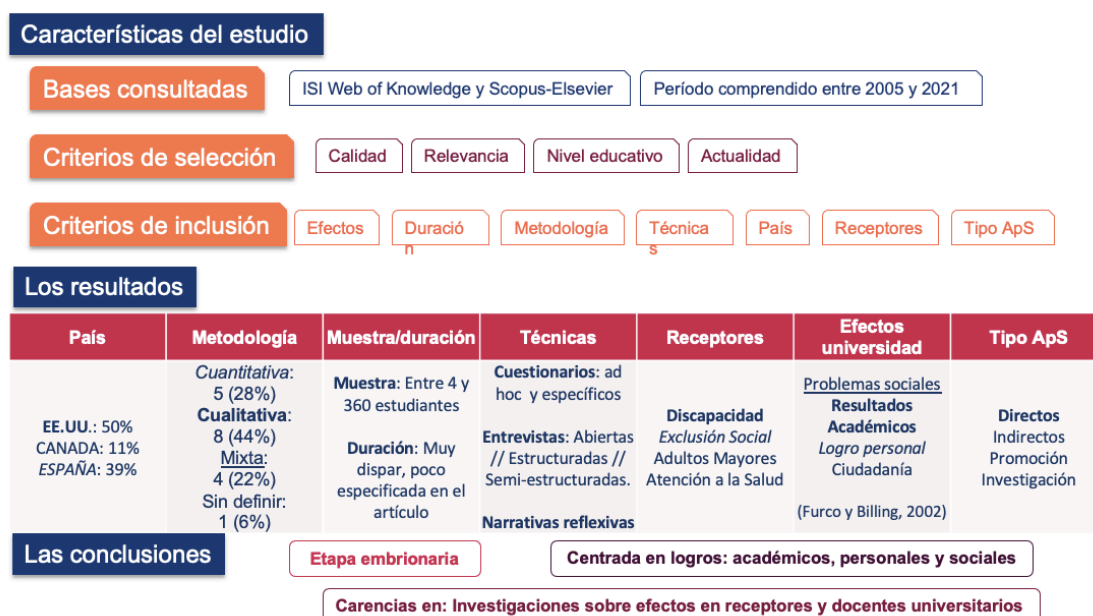 Características del estudio
Bases consultadas
ISI Web of Knowledge y Scopus-Elsevier
Período comprendido entre 2005 y 2021
Criterios de selección
Calidad
Relevancia
Nivel educativo
Actualidad
Criterios de inclusión
Efectos
Duració
n
Metodología
Técnica
s
País
Receptores
Tipo ApS
Los resultados
País
Metodología
Muestra/duración
Técnicas
Receptores
Efectos
universidad
Tipo ApS
EE.UU.: 50%
CANADA: 11%
ESPAÑA: 39%
Cuantitativa:
5 (28%)
Cualitativa:
8 (44%)
Mixta:
4 (22%)
Sin definir:
1 (6%)
Muestra: Entre 4 y
360 estudiantes
Duración: Muy
dispar, poco
especificada en el
artículo
Cuestionarios: ad
hoc y específicos
Entrevistas: Abiertas
// Estructuradas //
Semi-estructuradas.
Narrativas reflexivas
Discapacidad
Exclusión Social
Adultos Mayores
Atención a la Salud
Problemas sociales
Resultados
Académicos
Logro personal
Ciudadanía
(Furco y Billing, 2002)
Directos
Indirectos
Promoción
Investigación
Las conclusiones
Etapa embrionaria
Centrada en logros: académicos, personales y sociales
Carencias en: Investigaciones sobre efectos en receptores y docentes universitarios